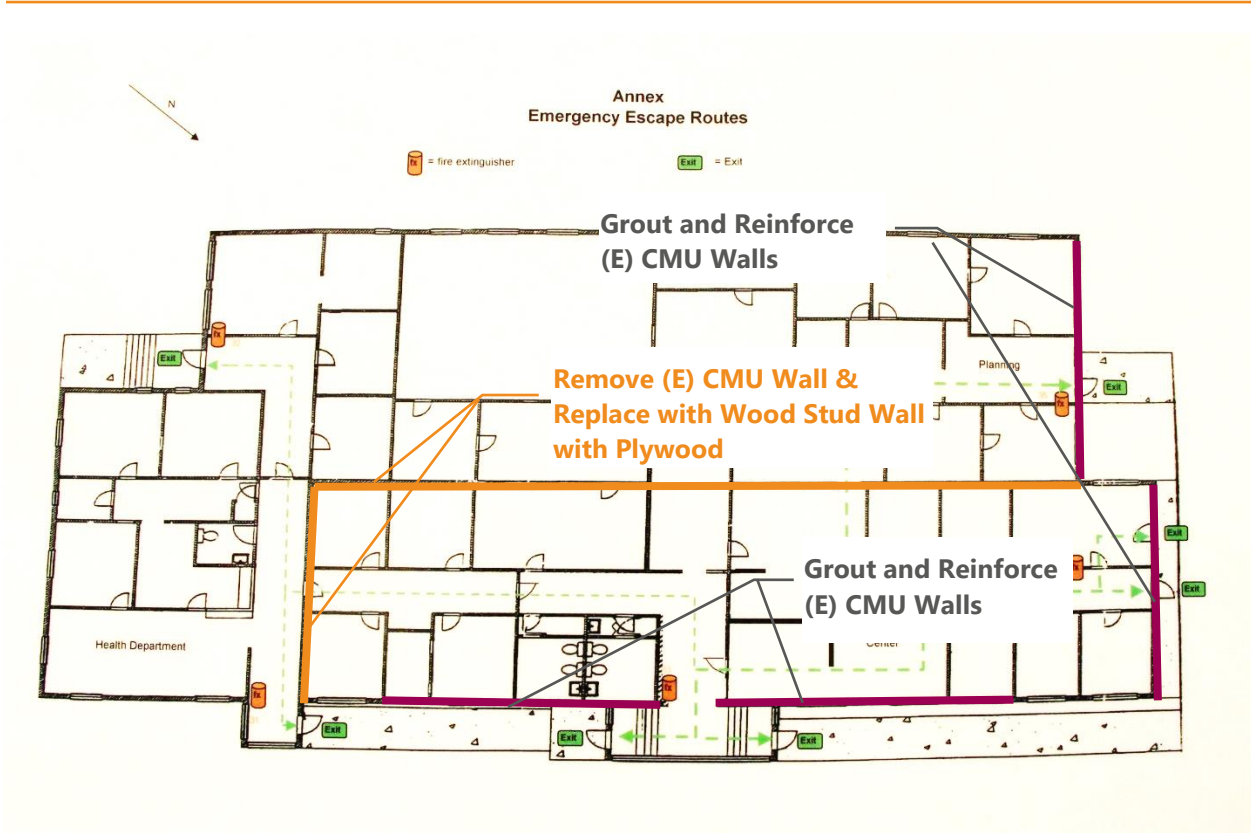 N
Annex
Emergency Escape Routes
fx = fire extinguisher
Exit = Exit
Grout and Reinforce
(E) CMU Walls
fx
Exit
Planning
Exit
Remove (E) CMU Wall &
Replace with Wood Stud Wall
with Plywood
fx
Exit
Grout and Reinforce
(E) CMU Walls
fx
Exit
Health Department
Center
fx
fx
Exit
Exit
Exit